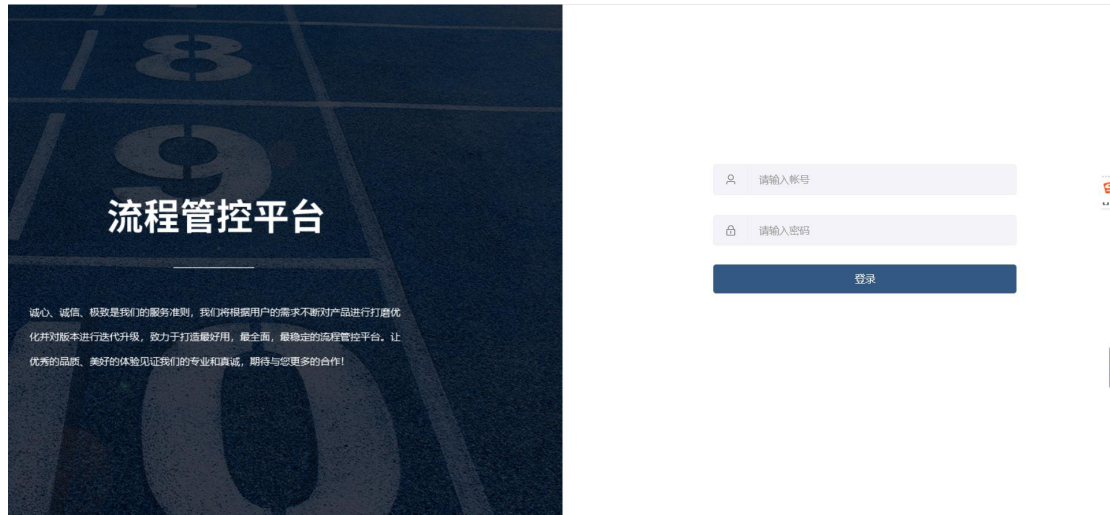 8
9
流程管控平台
诚心、诚信、极致是我们的服务准则，我们将根据用户的需求不断对产品进行打磨优
化并对版本进行迭代升级，致力于打造最好用，最全面，最稳定的流程管控平台。让
优秀的品质、美好的体验见证我们的专业和真诚，期待与您更多的合作！
10
请输入帐号
请输入密码
登录